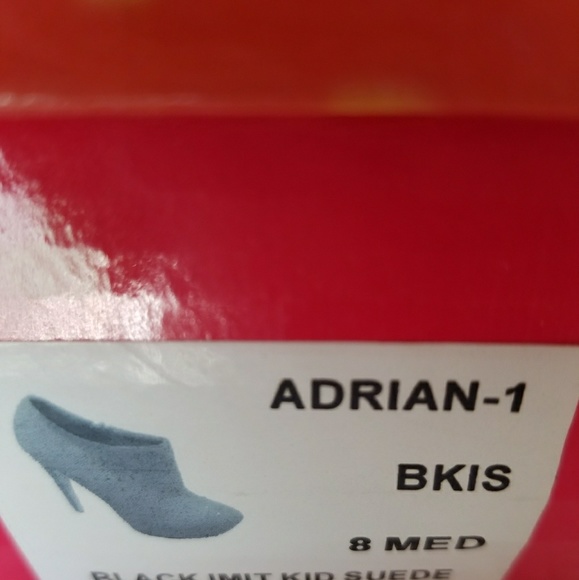 ADRIAN-1
BKIS
8 MED
BLACK IMIT KID SUEDE